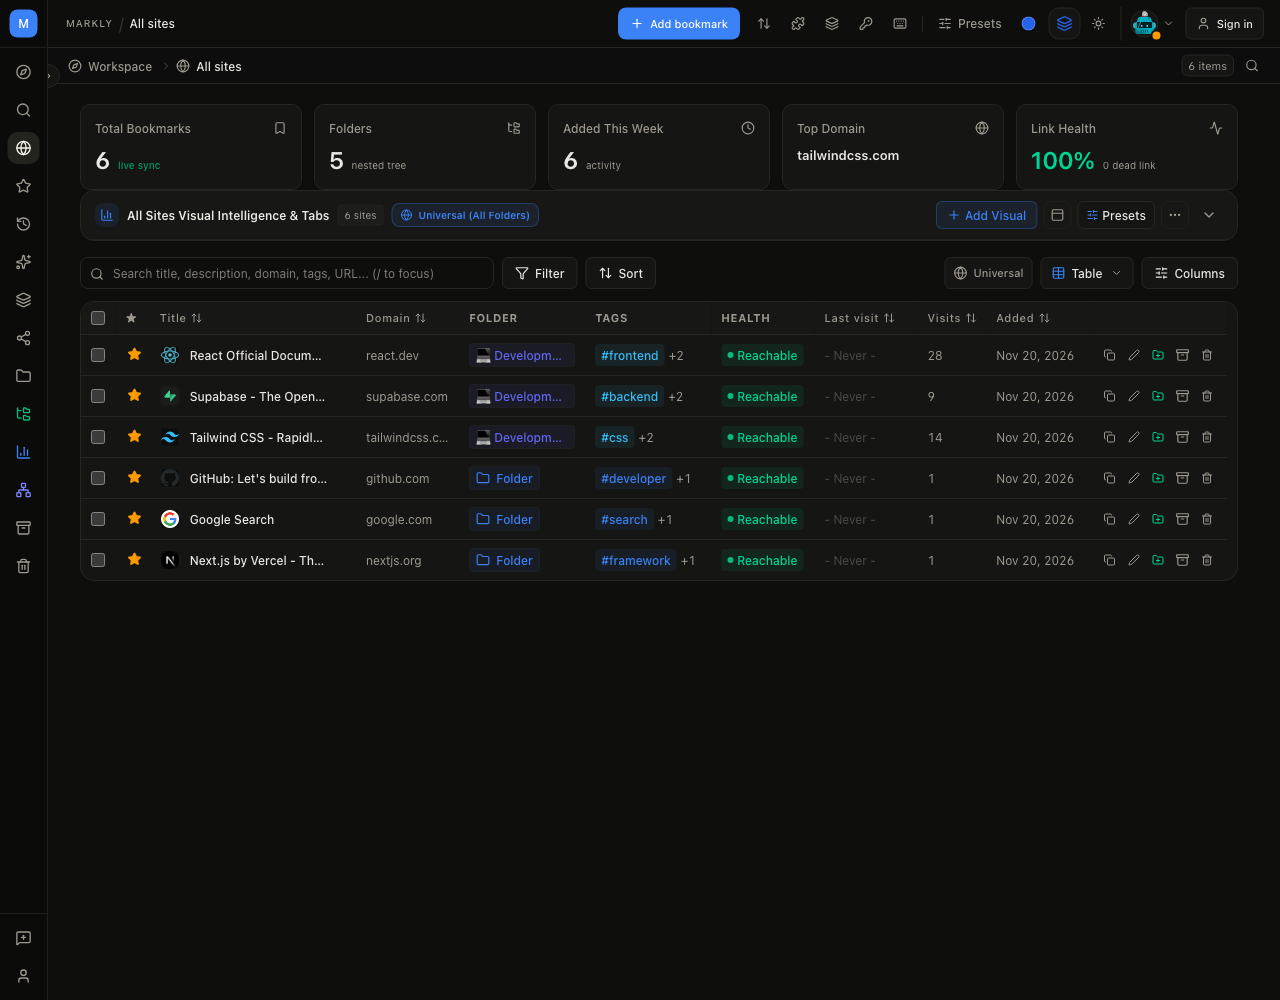 M
MARKLY / All sites
Add bookmark
Presets
Sign in
Workspace > All sites
6 items
Total Bookmarks
6 live sync
Folders
5 nested tree
Added This Week
6 activity
Top Domain
tailwindcss.com
Link Health
100% 0 dead link
All Sites Visual Intelligence & Tabs 6 sites Universal (All Folders)
Add Visual Presets
Search title, description, domain, tags, URL... (/ to focus) Filter Sort Universal Table Columns
Title Domain FOLDER TAGS HEALTH Last visit Visits Added
React Official Docum... react.dev Developm... #frontend +2 Reachable - Never - 28 Nov 20, 2026
Supabase - The Open... supabase.com Developm... #backend +2 Reachable - Never - 9 Nov 20, 2026
Tailwind CSS - Rapidl... tailwindcss.c... Developm... #css +2 Reachable - Never - 14 Nov 20, 2026
GitHub: Let's build fro... github.com Folder #developer +1 Reachable - Never - 1 Nov 20, 2026
Google Search google.com Folder #search +1 Reachable - Never - 1 Nov 20, 2026
Next.js by Vercel - Th... nextjs.org Folder #framework +1 Reachable - Never - 1 Nov 20, 2026